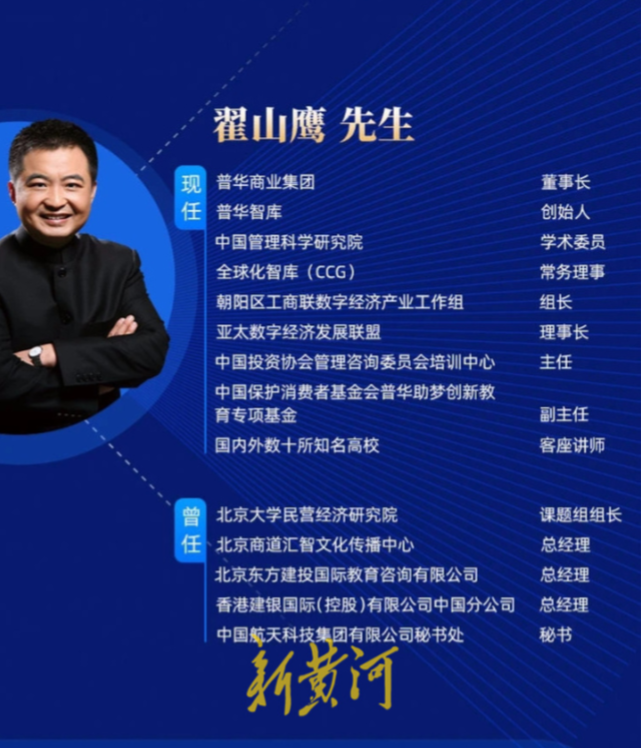 翟山鹰 先生
现任
普华商业集团 董事长
普华智库 创始人
中国管理科学研究院 学术委员
全球化智库（CCG） 常务理事
朝阳区工商联数字经济产业工作组 组长
亚太数字经济发展联盟 理事长
中国投资协会管理咨询委员会培训中心 主任
中国保护消费者基金会普华助梦创新教
育专项基金 副主任
国内外数十所知名高校 客座讲师
曾任
北京大学民营经济研究院 课题组组长
北京商道汇智文化传播中心 总经理
北京东方建投国际教育咨询有限公司 总经理
香港建银国际(控股)有限公司中国分公司 总经理
中国航天科技集团有限公司秘书处 秘书
新黄河